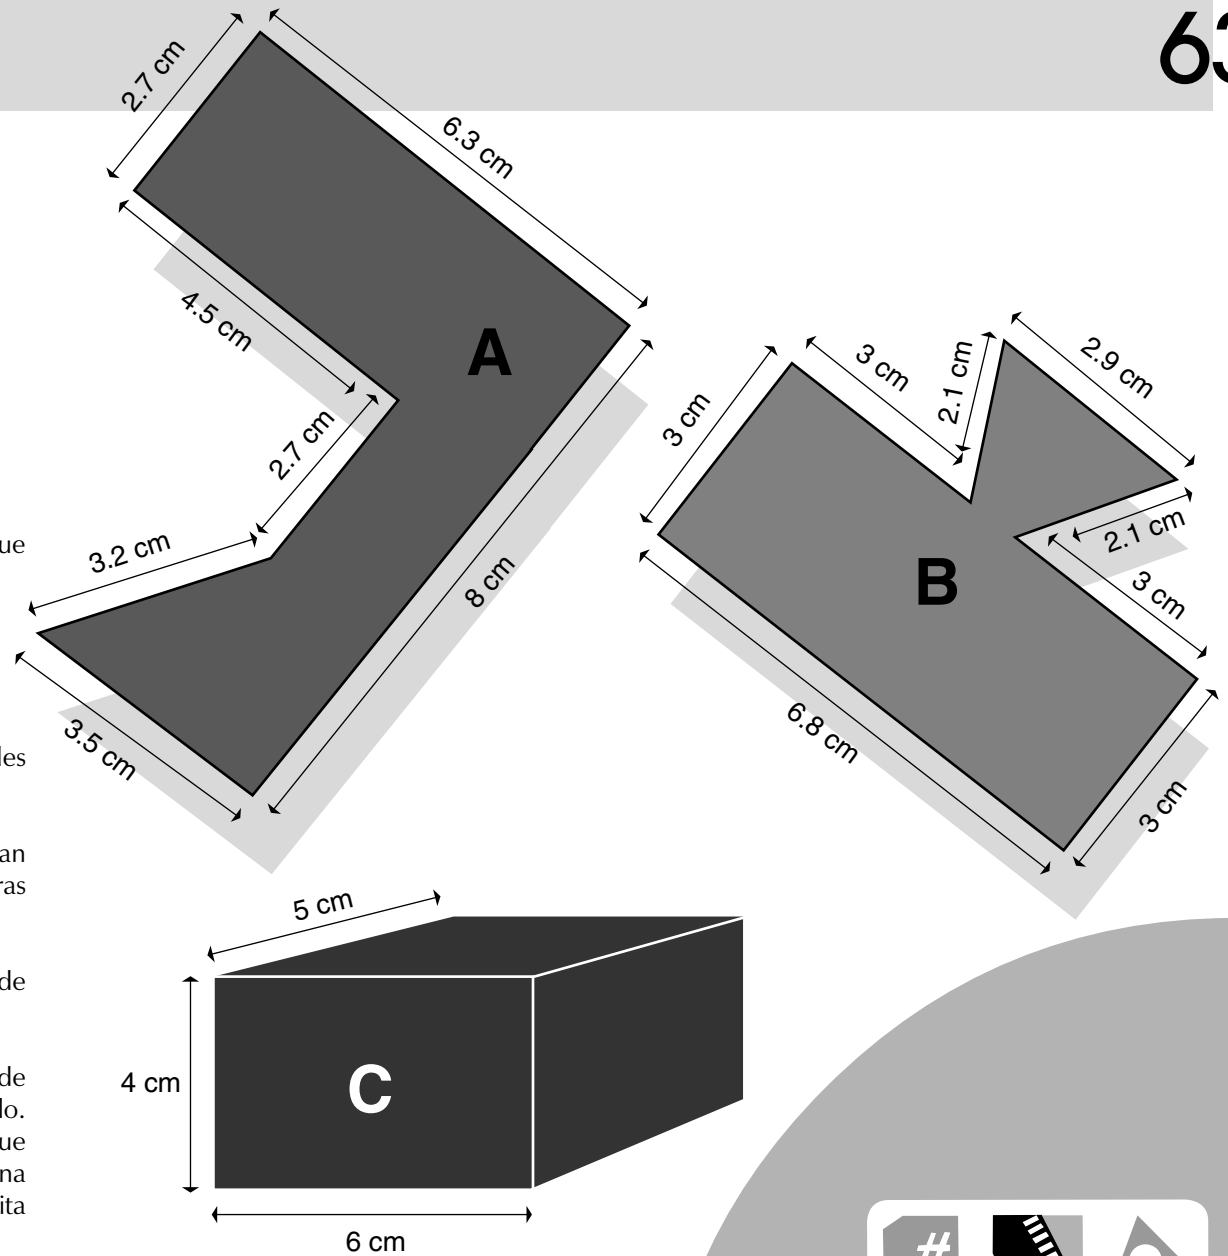 63
2.7 cm
6.3 cm
4.5 cm
A
2.7 cm
3.2 cm
8 cm
3.5 cm
3 cm
3 cm
2.1 cm
2.9 cm
2.1 cm
B
3 cm
6.8 cm
3 cm
ue
les
an
ras
de
de
lo.
ue
na
ita
5 cm
4 cm
C
6 cm
#